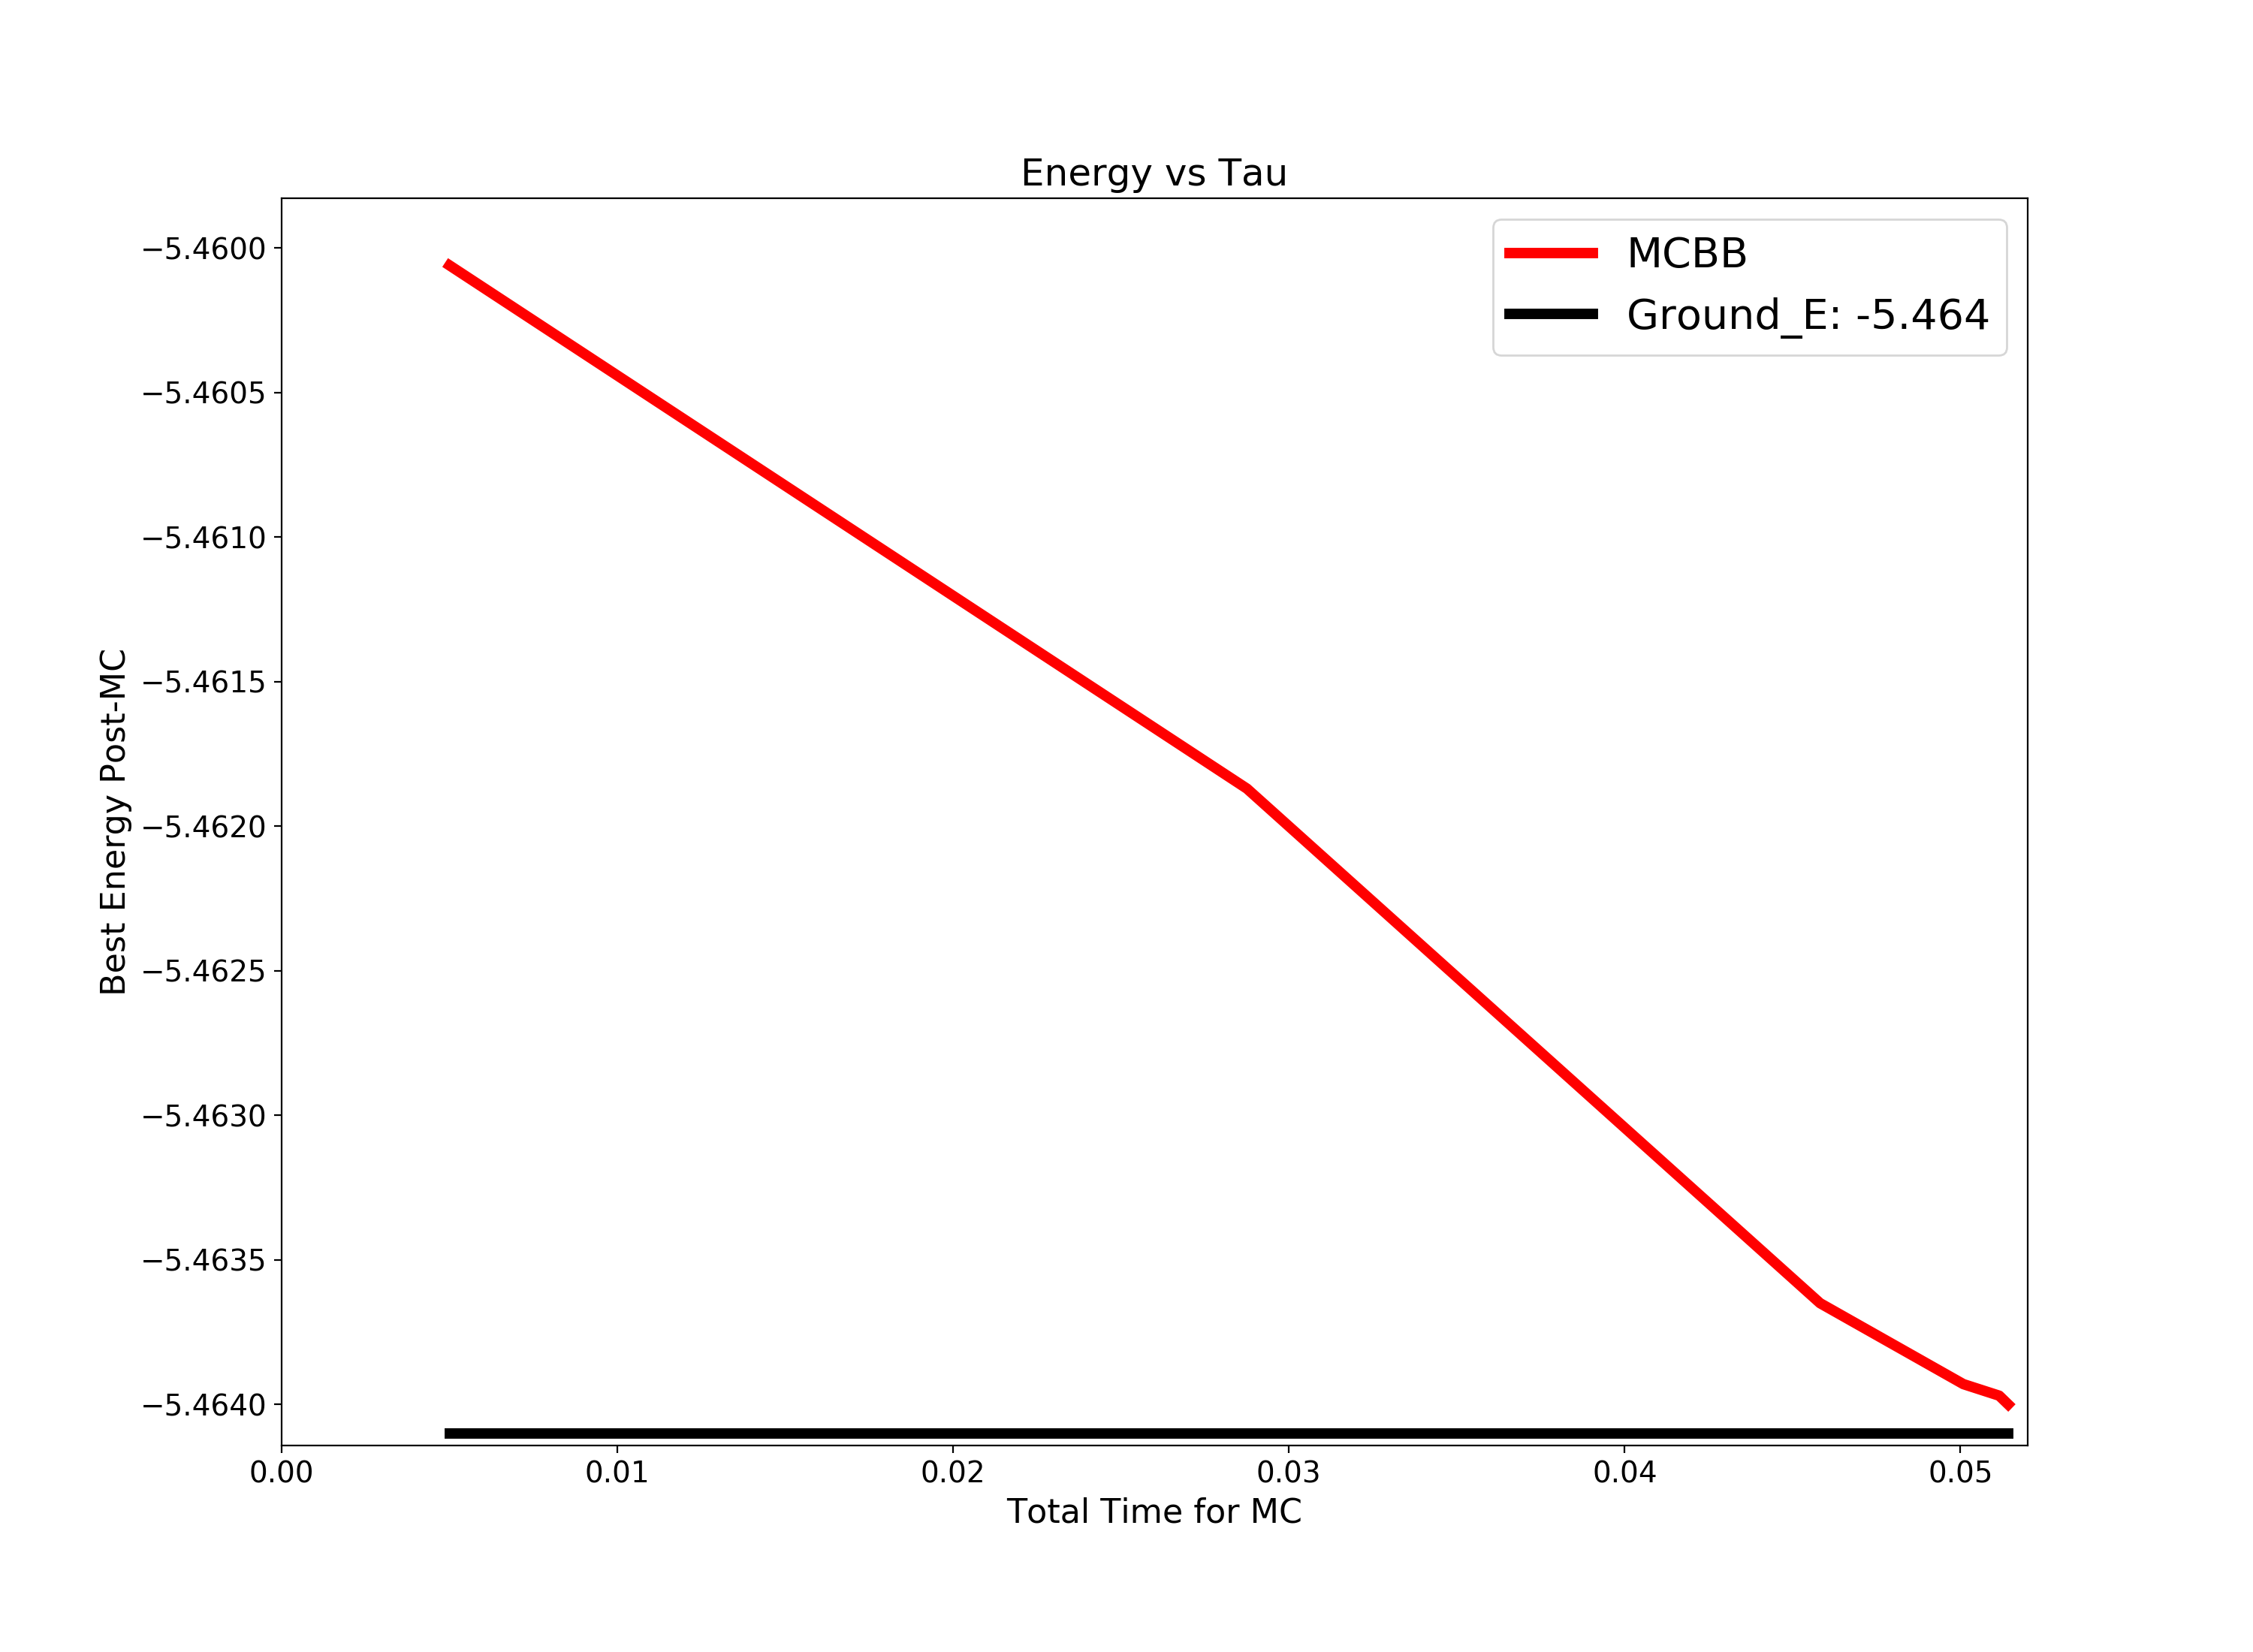 Energy vs Tau
MCBB
Ground_E: -5.464
−5.4600
−5.4605
−5.4610
−5.4615
−5.4620
−5.4625
−5.4630
−5.4635
−5.4640
Best Energy Post-MC
0.00 0.01 0.02 0.03 0.04 0.05
Total Time for MC